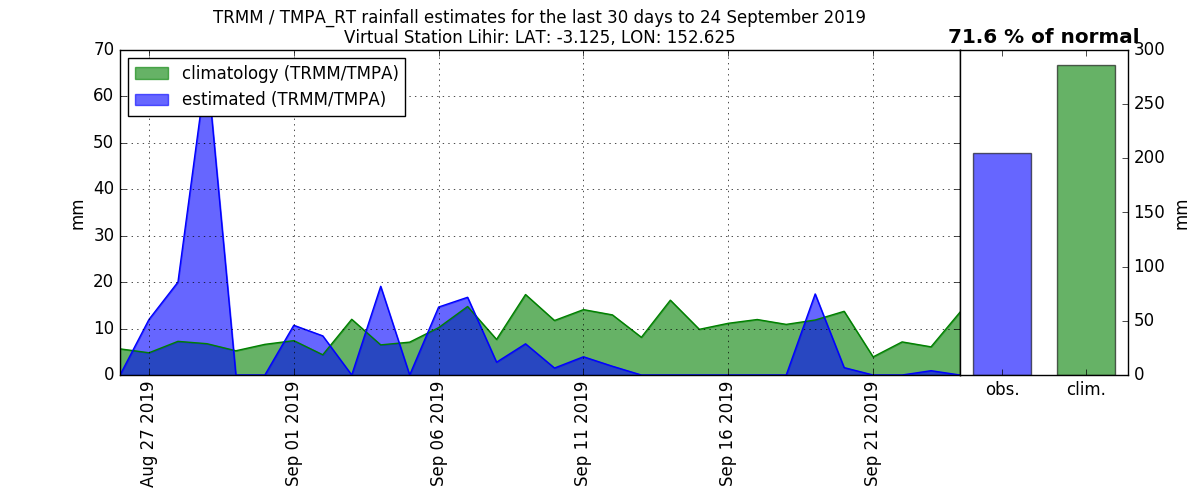 TRMM / TMPA_RT rainfall estimates for the last 30 days to 24 September 2019
Virtual Station Lihir: LAT: -3.125, LON: 152.625
71.6 % of normal
climatology (TRMM/TMPA)
estimated (TRMM/TMPA)
70
60
50
40
30
20
10
0
mm
Aug 27 2019
Sep 01 2019
Sep 06 2019
Sep 11 2019
Sep 16 2019
Sep 21 2019
300
250
200
150
100
50
0
mm
obs.
clim.